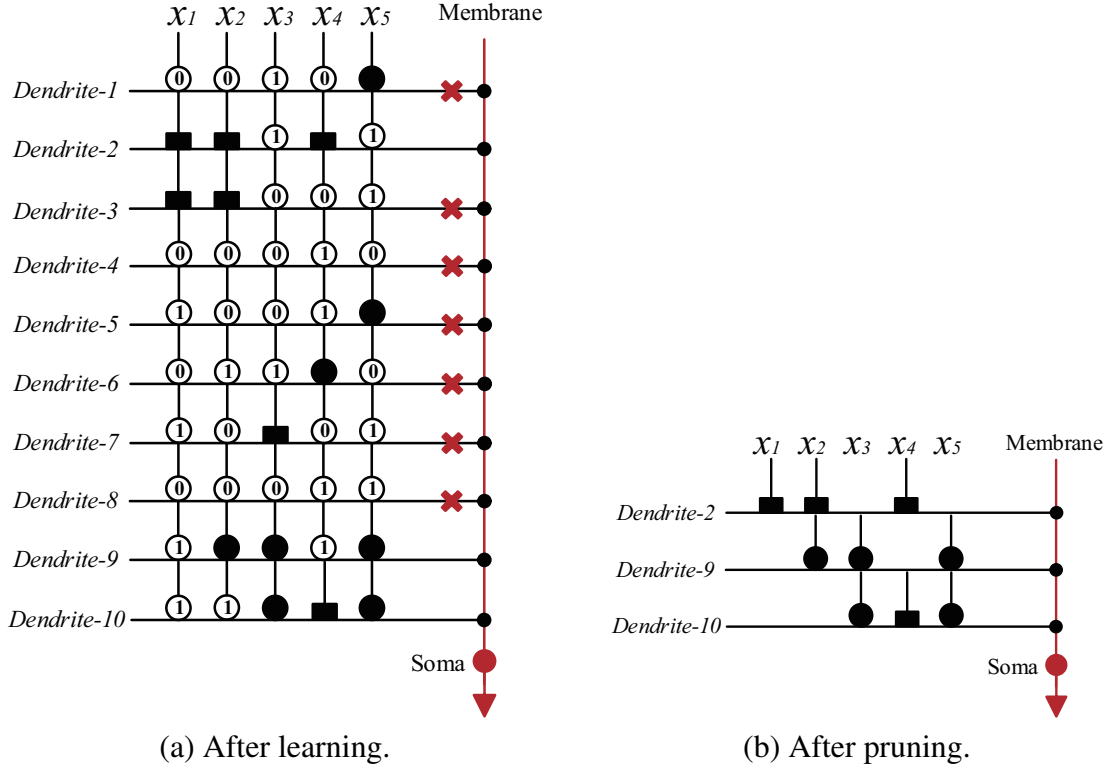 x1 x2 x3 x4 x5 Membrane
Dendrite-1 0 0 1 0
Dendrite-2 1 1
Dendrite-3 0 0 1
Dendrite-4 0 0 0 1 0
Dendrite-5 1 0 0 1
Dendrite-6 0 1 1 0
Dendrite-7 1 0 0 1
Dendrite-8 0 0 0 1 1
Dendrite-9 1 1
Dendrite-10 1 1
Soma
(a) After learning.
x1 x2 x3 x4 x5 Membrane
Dendrite-2
Dendrite-9
Dendrite-10
Soma
(b) After pruning.